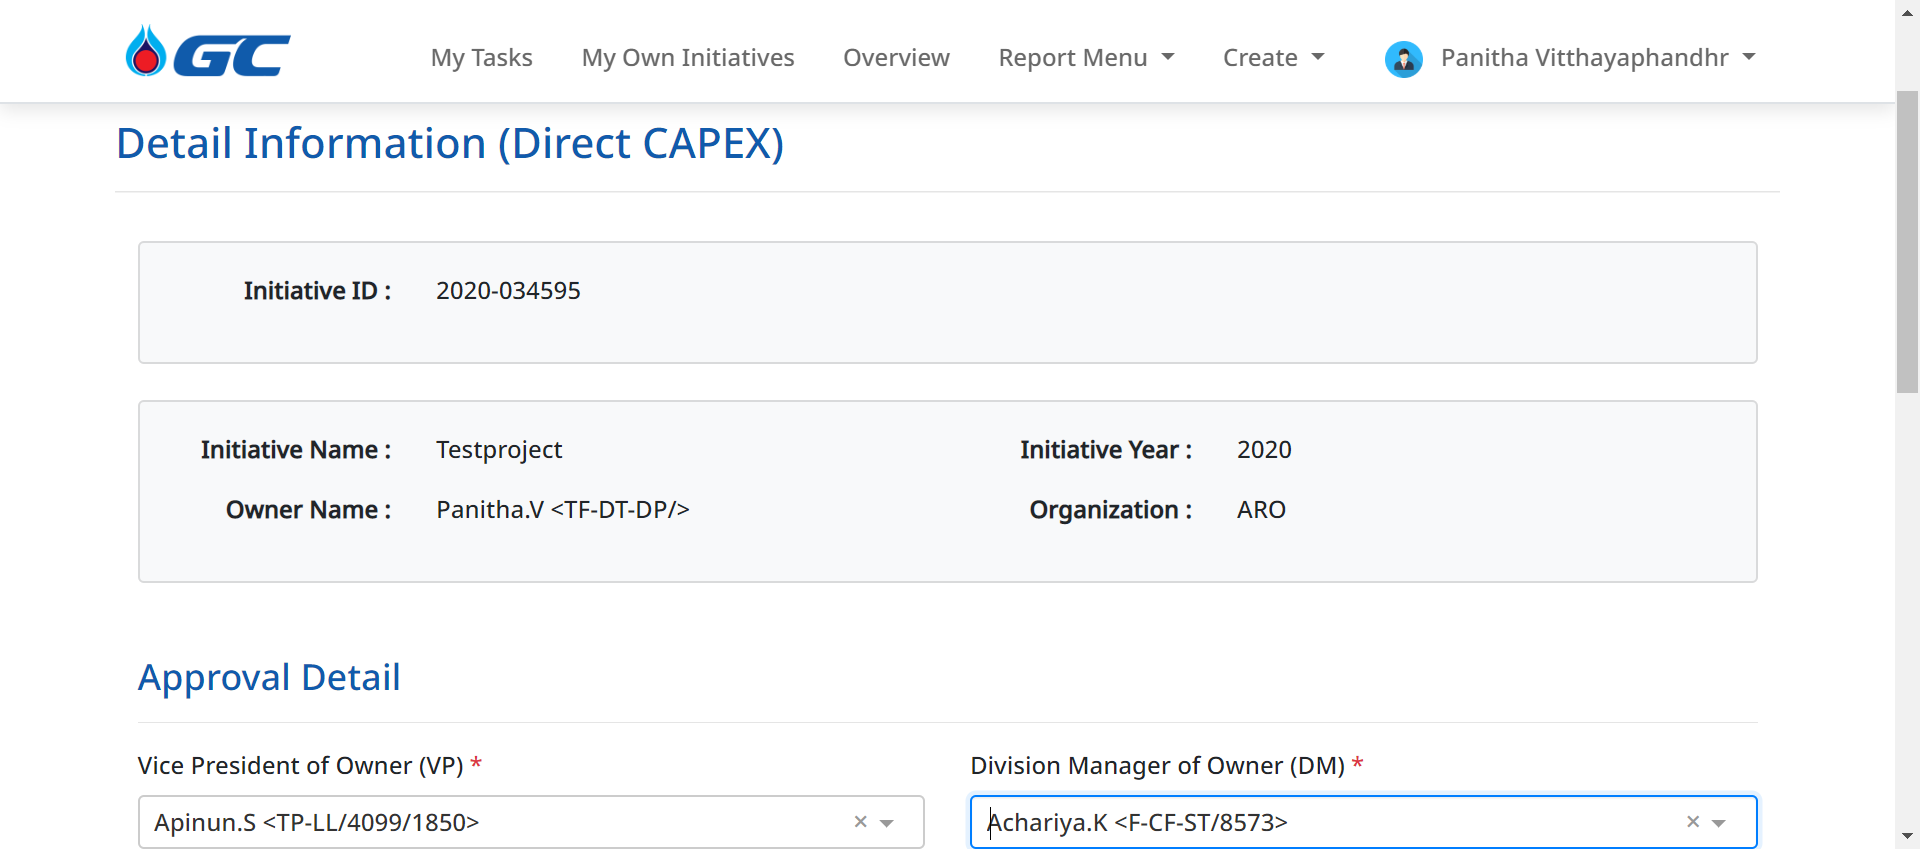 GC My Tasks My Own Initiatives Overview Report Menu Create Panitha Vitthayaphandhr
Detail Information (Direct CAPEX)
Initiative ID : 2020-034595
Initiative Name : Testproject Initiative Year : 2020
Owner Name : Panitha.V <TF-DT-DP/> Organization : ARO
Approval Detail
Vice President of Owner (VP) * Division Manager of Owner (DM) *
Apinun.S <TP-LL/4099/1850> × Achariya.K <F-CF-ST/8573> ×